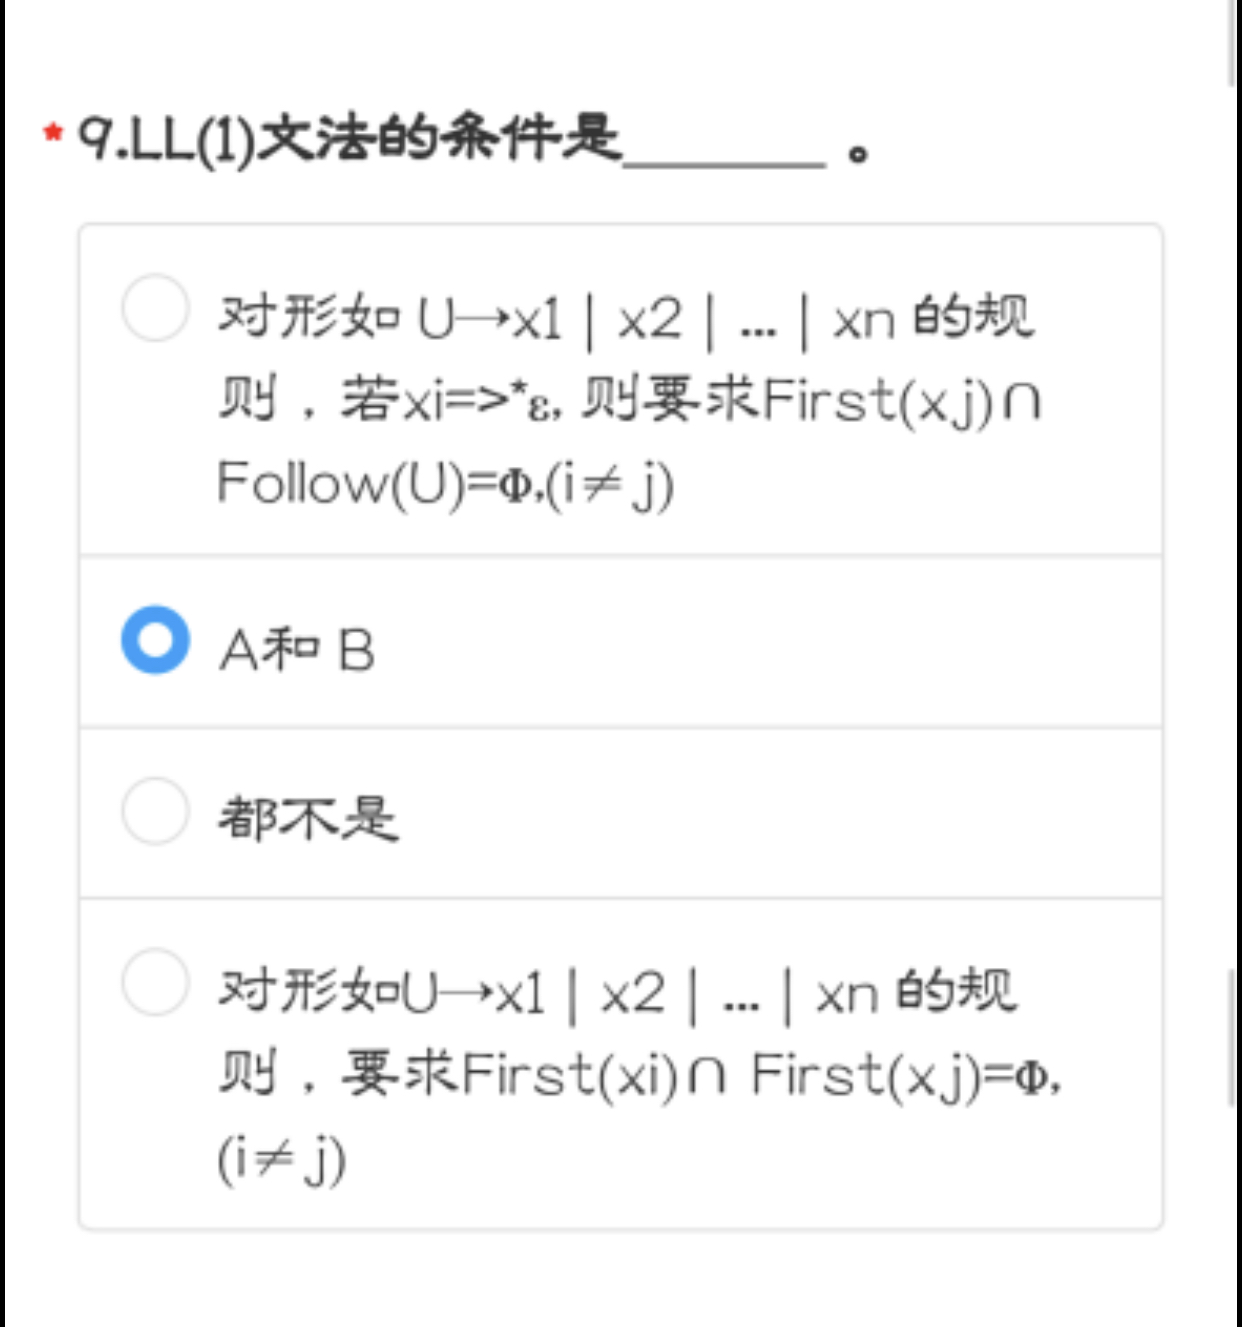 * 9.LL(1)文法的条件是_______ 。
对形如 U→x1 | x2 | ... | xn 的规
则，若xi=>*ε, 则要求First(xj)∩
Follow(U)=Φ,(i≠ j)
A和 B
都不是
对形如U→x1 | x2 | ... | xn 的规
则，要求First(xi)∩ First(xj)=Φ,
(i≠ j)